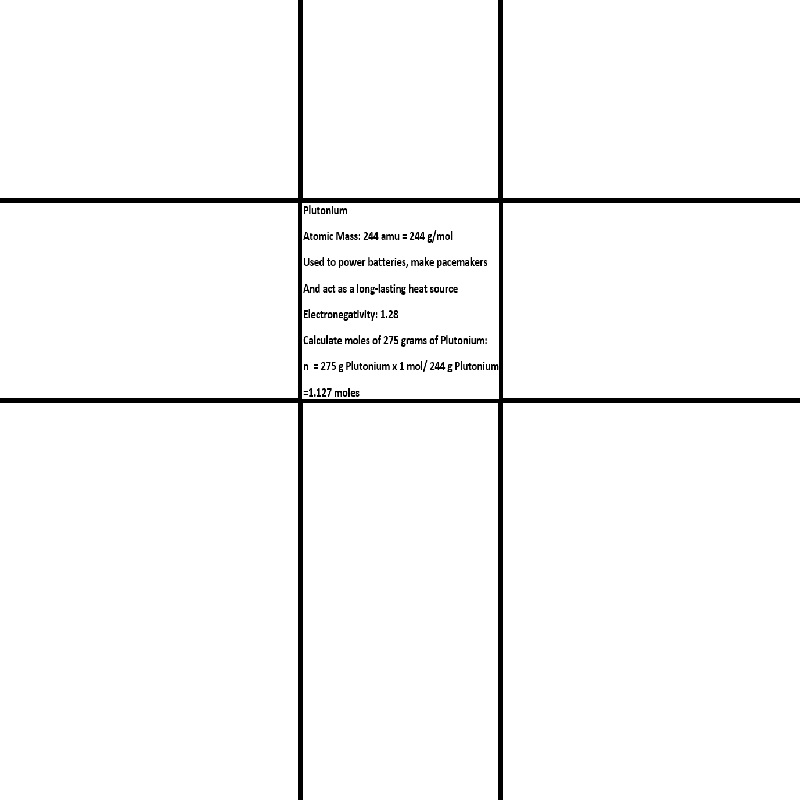 Plutonium
Atomic Mass: 244 amu = 244 g/mol
Used to power batteries, make pacemakers
And act as a long-lasting heat source
Electronegativity: 1.28
Calculate moles of 275 grams of Plutonium:
n  = 275 g Plutonium x 1 mol/ 244 g Plutonium
=1.127 moles